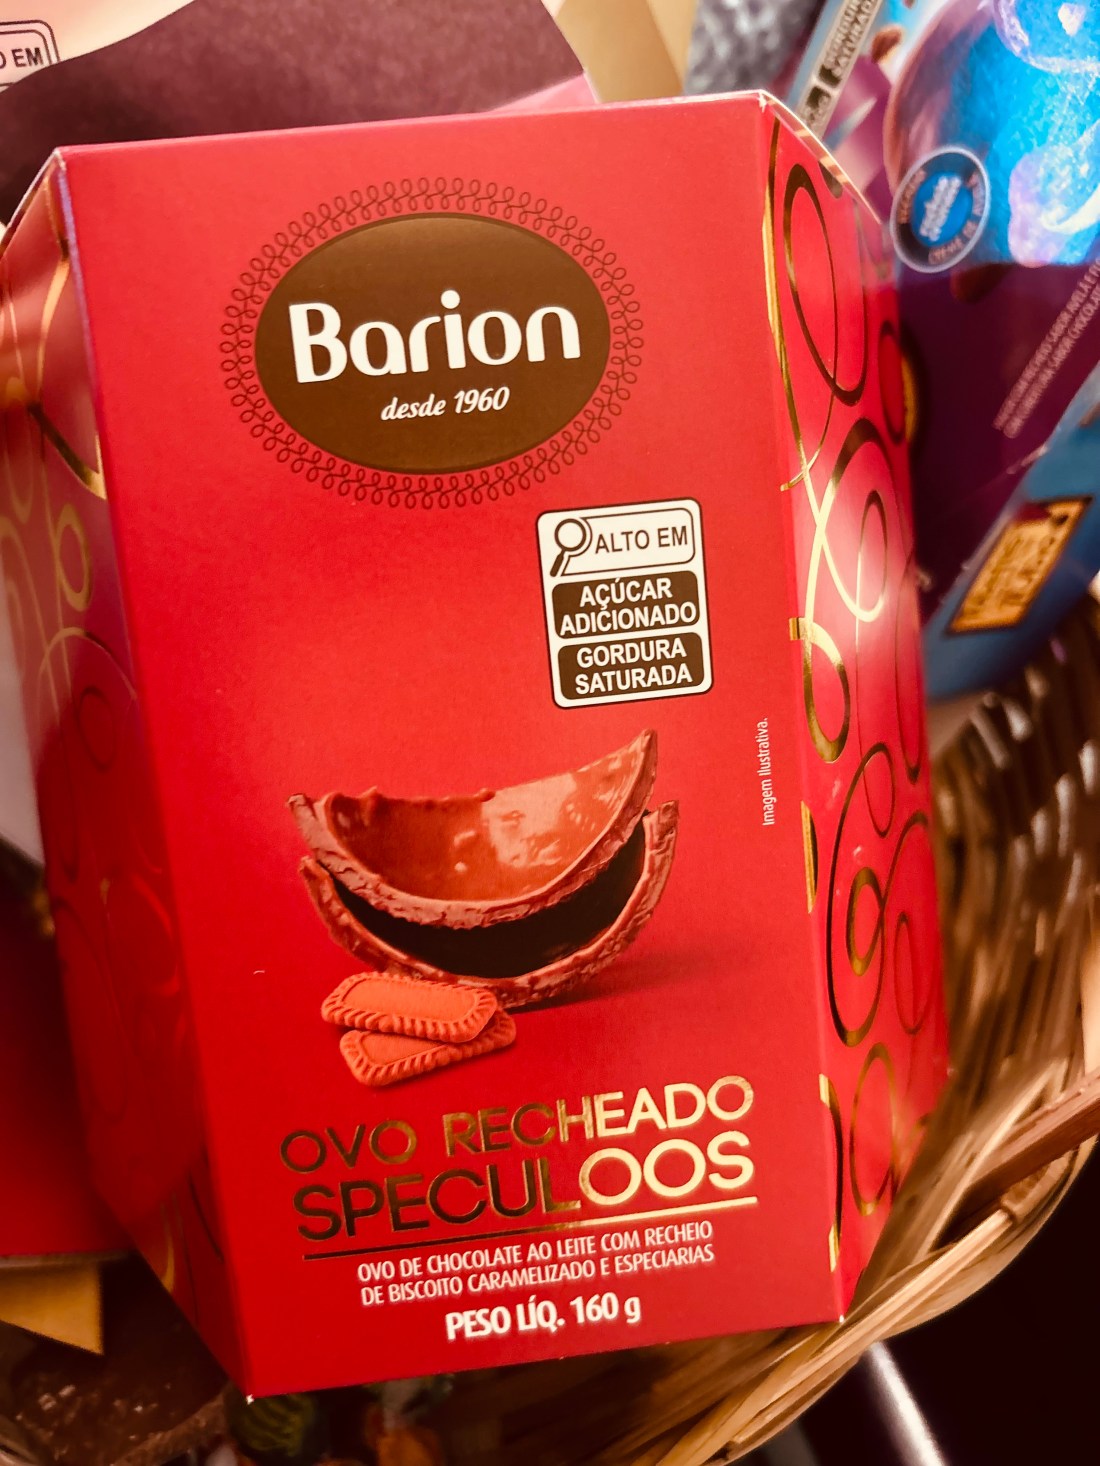 O EM
Barion
desde 1960
ALTO EM
AÇÚCAR
ADICIONADO
GORDURA
SATURADA
Imagem Ilustrativa.
OVO RECHEADO
SPECULOOS
OVO DE CHOCOLATE AO LEITE COM RECHEIO
DE BISCOITO CARAMELIZADO E ESPECIARIAS
PESO LÍQ. 160 g